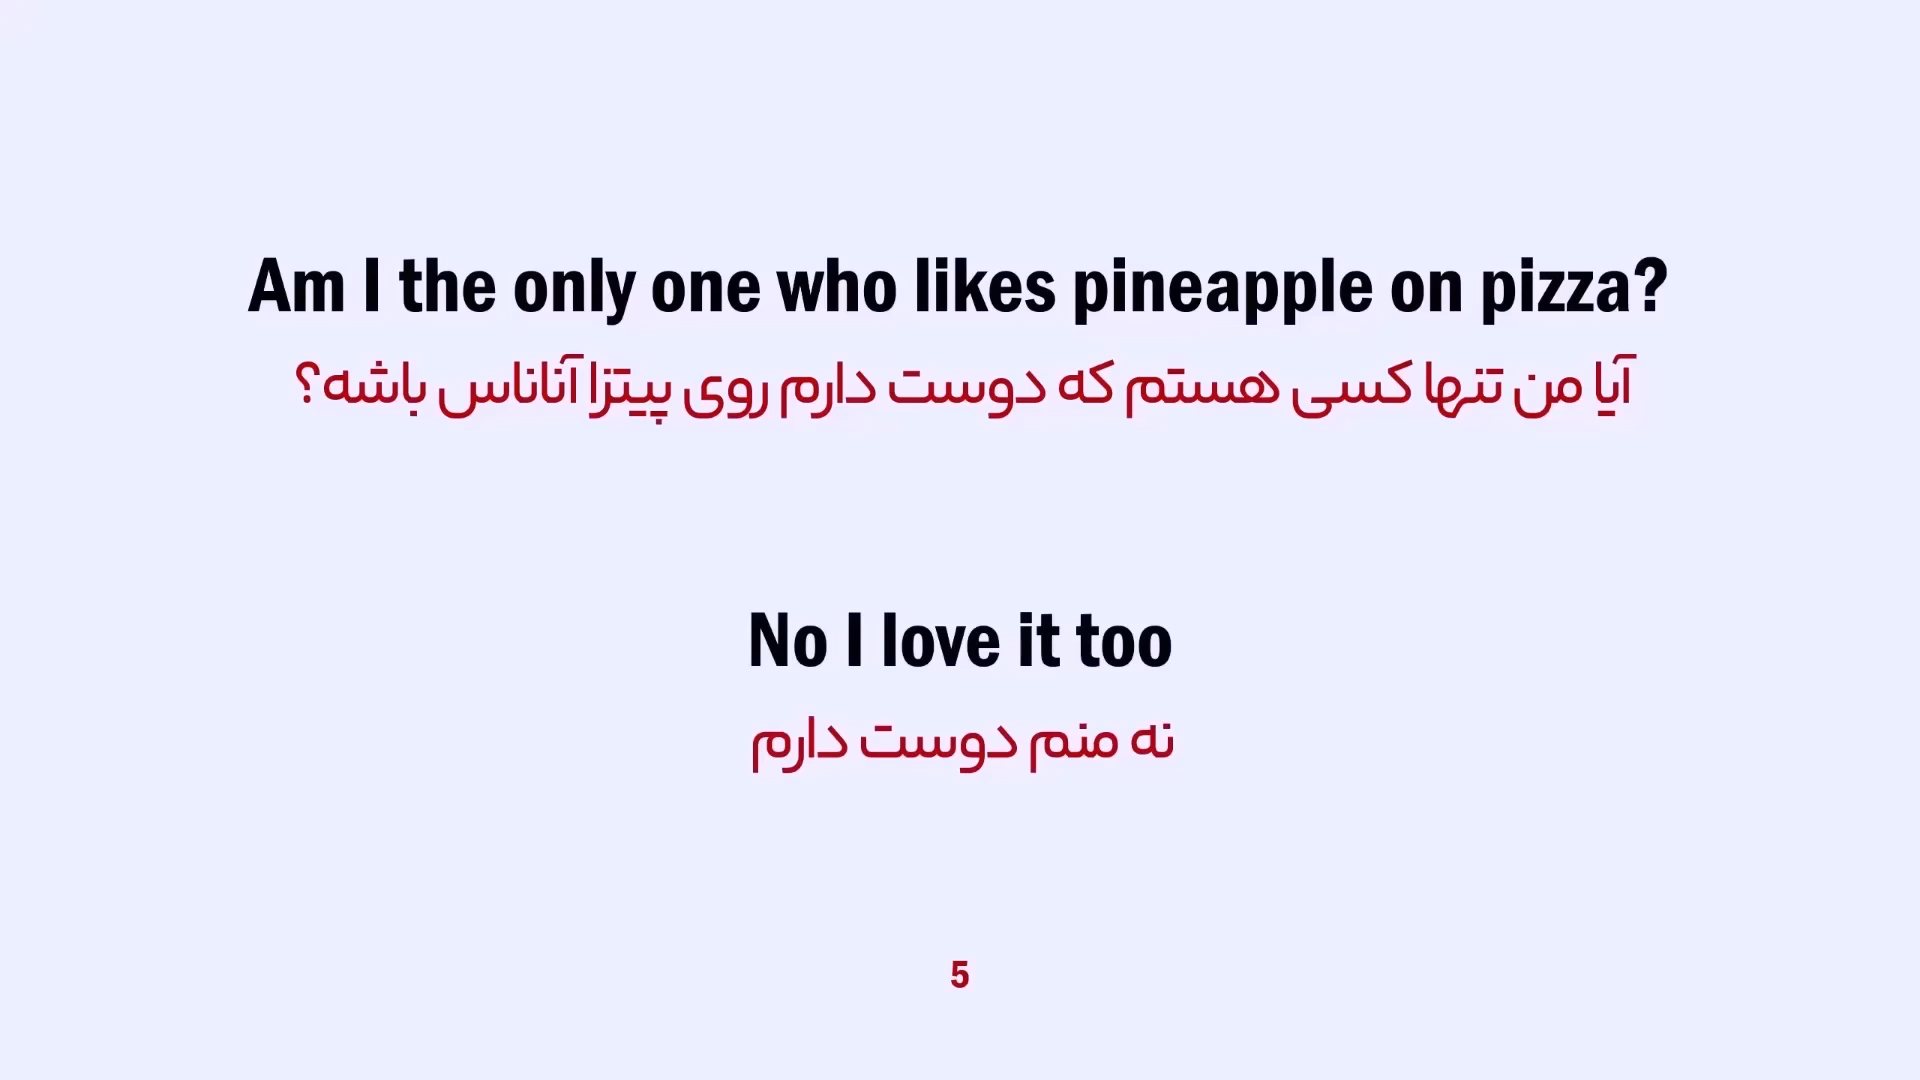 Am I the only one who likes pineapple on pizza?
آیا من تنها کسی هستم که دوست دارم روی پیتزا آناناس باشه؟
No I love it too
نه منم دوست دارم
5